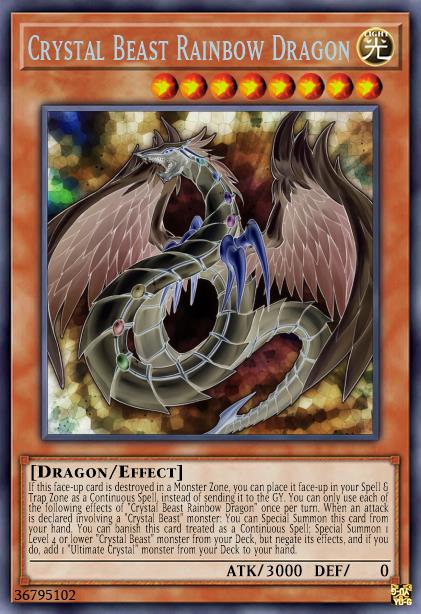 CRYSTAL BEAST RAINBOW DRAGON
LIGHT
光
[DRAGON/EFFECT]
If this face-up card is destroyed in a Monster Zone, you can place it face-up in your Spell &
Trap Zone as a Continuous Spell, instead of sending it to the GY. You can only use each of
the following effects of "Crystal Beast Rainbow Dragon" once per turn. When an attack
is declared involving a "Crystal Beast" monster: You can Special Summon this card from
your hand. You can banish this card treated as a Continuous Spell; Special Summon 1
Level 4 or lower "Crystal Beast" monster from your Deck, but negate its effects, and if you
do, add 1 "Ultimate Crystal" monster from your Deck to your hand.
ATK/3000 DEF/ 0
36795102